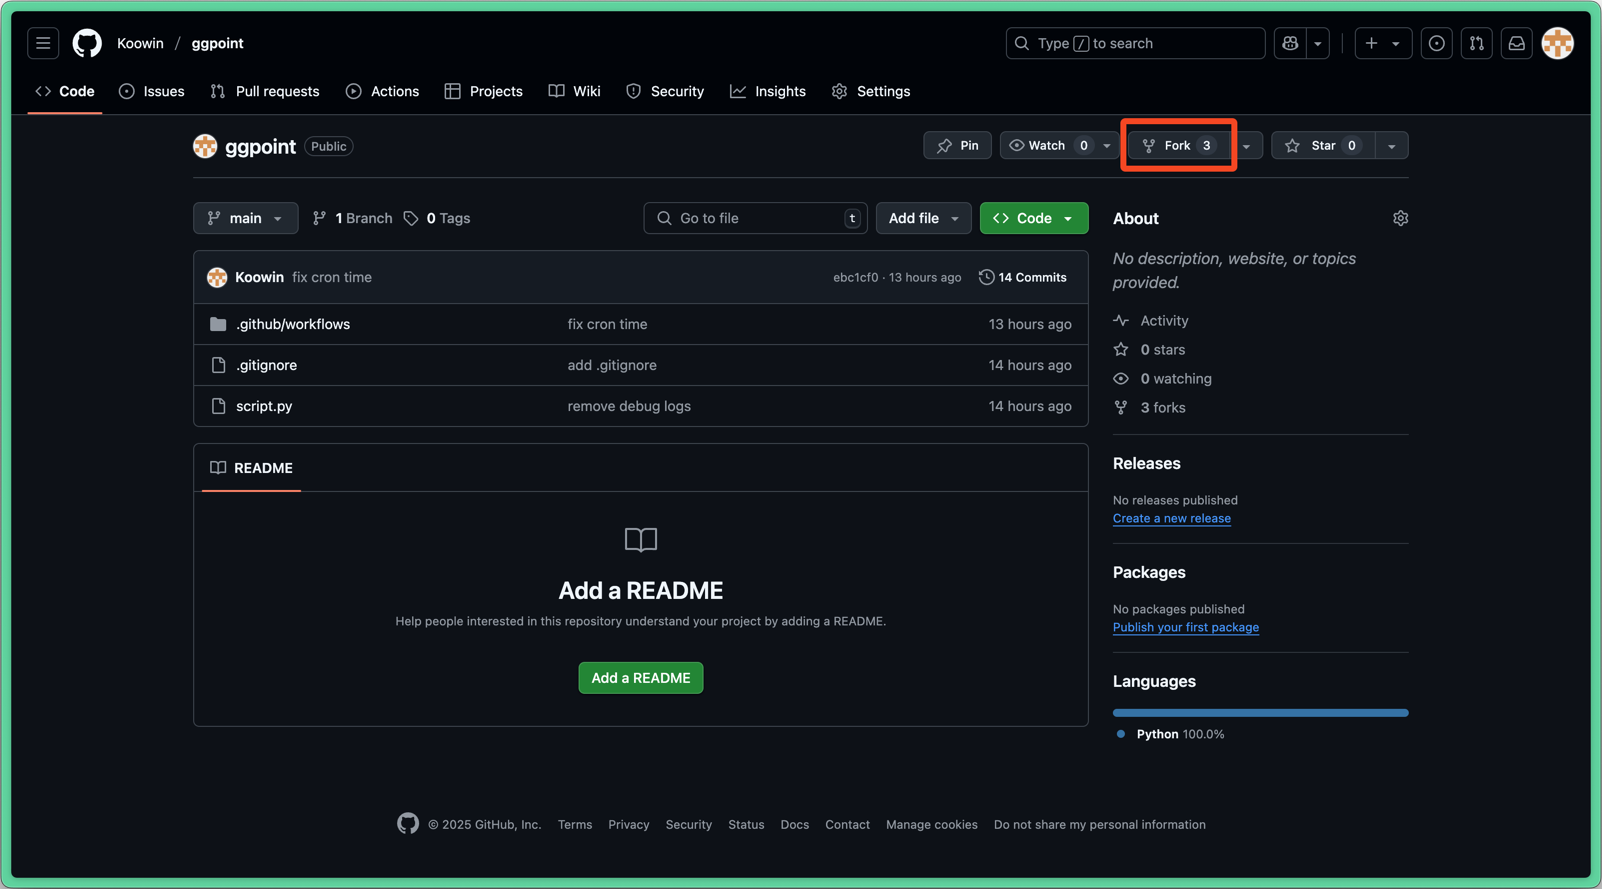 Koowin / ggpoint
Type / to search
Code Issues Pull requests Actions Projects Wiki Security Insights Settings
ggpoint Public
Pin Watch 0 Fork 3 Star 0
main 1 Branch 0 Tags
Go to file t Add file Code
Koowin fix cron time ebc1cf0 · 13 hours ago 14 Commits
.github/workflows fix cron time 13 hours ago
.gitignore add .gitignore 14 hours ago
script.py remove debug logs 14 hours ago
README
Add a README
Help people interested in this repository understand your project by adding a README.
Add a README
About
No description, website, or topics
provided.
Activity
0 stars
0 watching
3 forks
Releases
No releases published
Create a new release
Packages
No packages published
Publish your first package
Languages
Python 100.0%
© 2025 GitHub, Inc. Terms Privacy Security Status Docs Contact Manage cookies Do not share my personal information